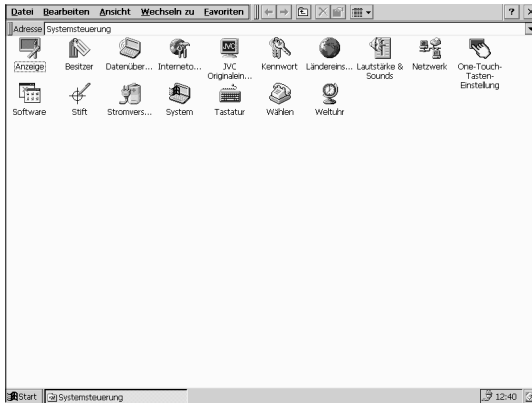 Datei Bearbeiten Ansicht Wechseln zu Favoriten ? ×
Adresse Systemsteuerung
JVC
Anzeige Besitzer Datenüber... Interneto... JVC Kennwort Ländereins... Lautstärke & Netzwerk One-Touch-
Originalein... Sounds Tasten-
Einstellung
Software Stift Stromvers... System Tastatur Wählen Weltuhr
Start Systemsteuerung 12:40